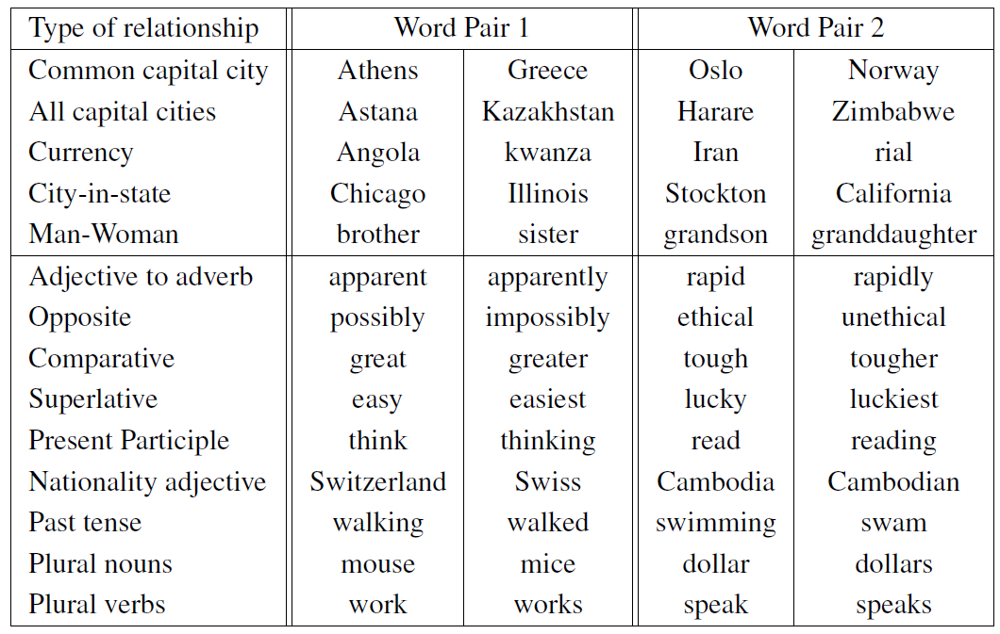 Type of relationship Word Pair 1 Word Pair 2
Common capital city Athens Greece Oslo Norway
All capital cities Astana Kazakhstan Harare Zimbabwe
Currency Angola kwanza Iran rial
City-in-state Chicago Illinois Stockton California
Man-Woman brother sister grandson granddaughter
Adjective to adverb apparent apparently rapid rapidly
Opposite possibly impossibly ethical unethical
Comparative great greater tough tougher
Superlative easy easiest lucky luckiest
Present Participle think thinking read reading
Nationality adjective Switzerland Swiss Cambodia Cambodian
Past tense walking walked swimming swam
Plural nouns mouse mice dollar dollars
Plural verbs work works speak speaks